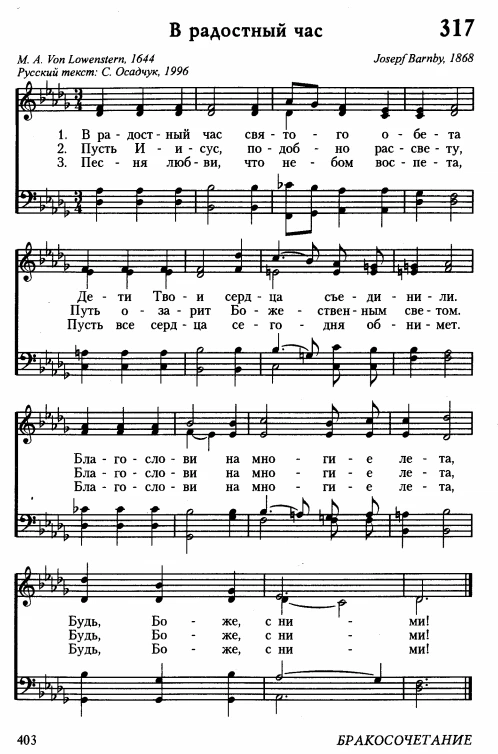 В радостный час 317
М. А. Von Lowenstern, 1644 Josepf Barnby, 1868
Русский текст: С. Осадчук, 1996
3 4
1. В ра - дост - ный час свя - то - го о - бе - та
2. Пусть И - и - сус, по - доб - но рас - све - ту,
3. Пес - ня люб - ви, что не - бом вос - пе - та,
3 4
Де - ти Тво - и серд - ца съе - ди - ни - ли.
Путь о - за - рит Бо - же - ствен - ным све - том.
Пусть все серд - ца се - го - дня об - ни - мет.
Бла - го - сло - ви на мно - ги - е ле - та,
Бла - го - сло - ви на мно - ги - е ле - та,
Бла - го - сло - ви на мно - ги - е ле - та,
Будь, Бо - же, с ни ми!
Будь, Бо - же, с ни ми!
Будь, Бо - же, с ни ми!
403 БРАКОСОЧЕТАНИЕ